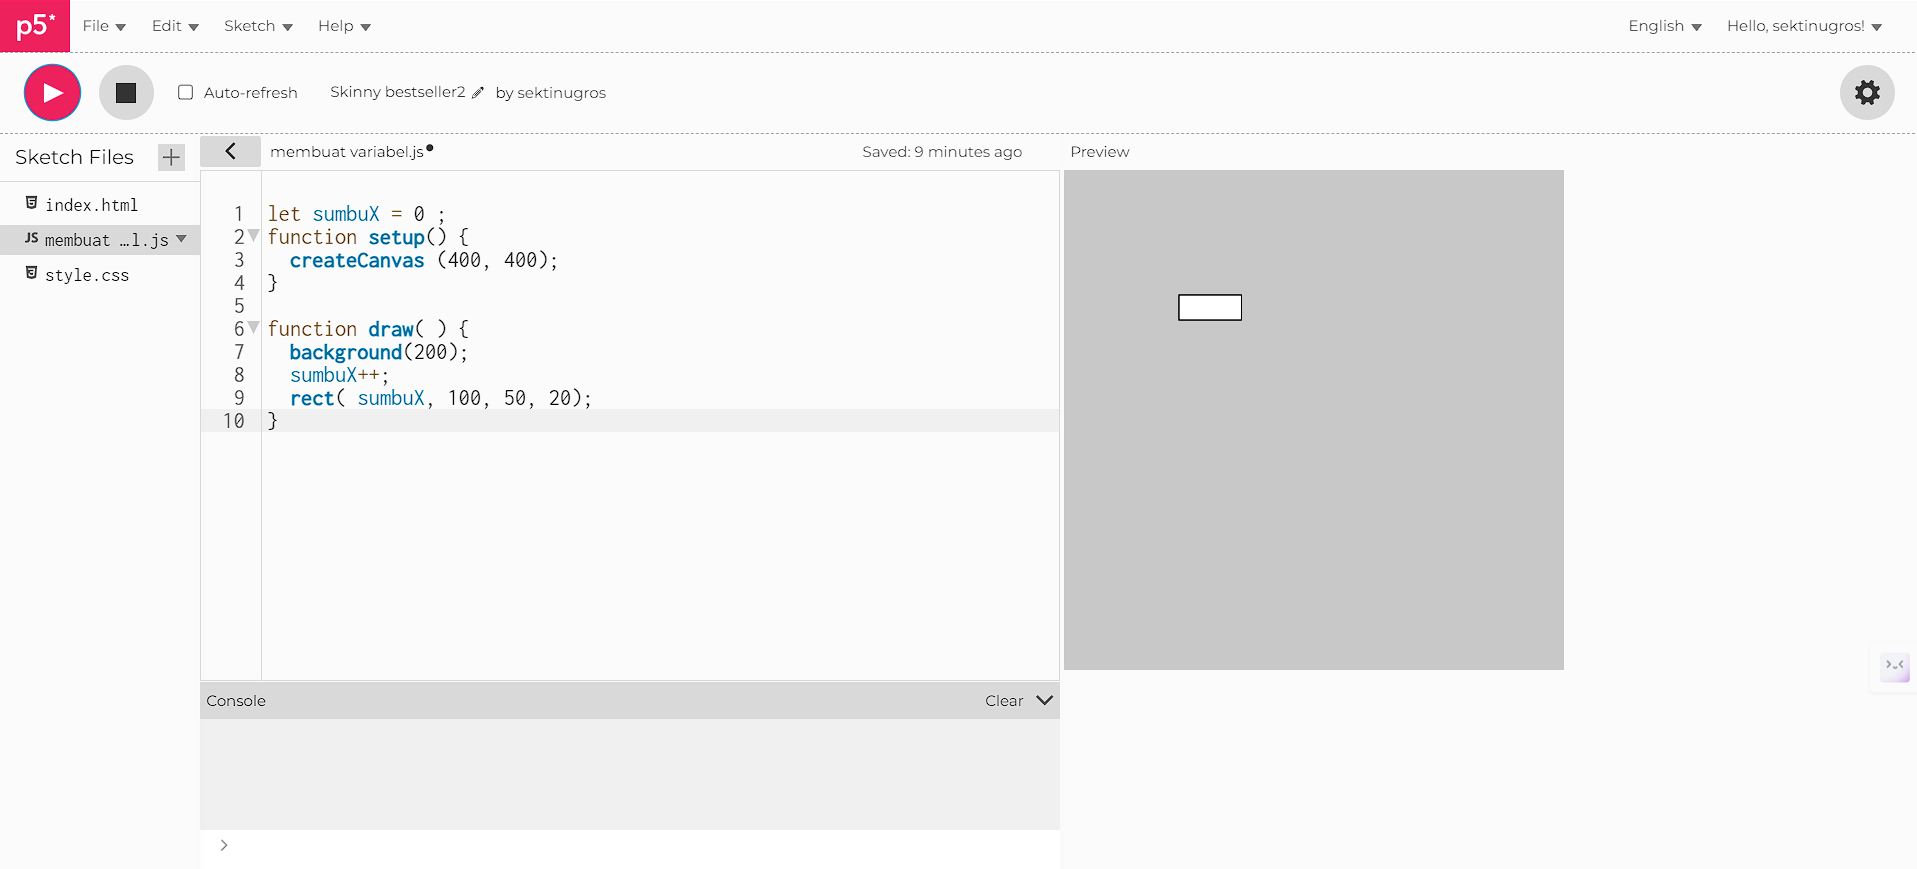 p5* File Edit Sketch Help English Hello, sektinugros!
Auto-refresh Skinny bestseller2 by sektinugros
Sketch Files + membuat variabel.js Saved: 9 minutes ago Preview
index.html
JS membuat …l.js
style.css
1 let sumbuX = 0 ;
2 function setup() {
3 createCanvas (400, 400);
4 }
5
6 function draw( ) {
7 background(200);
8 sumbuX++;
9 rect( sumbuX, 100, 50, 20);
10 }
Console Clear
>